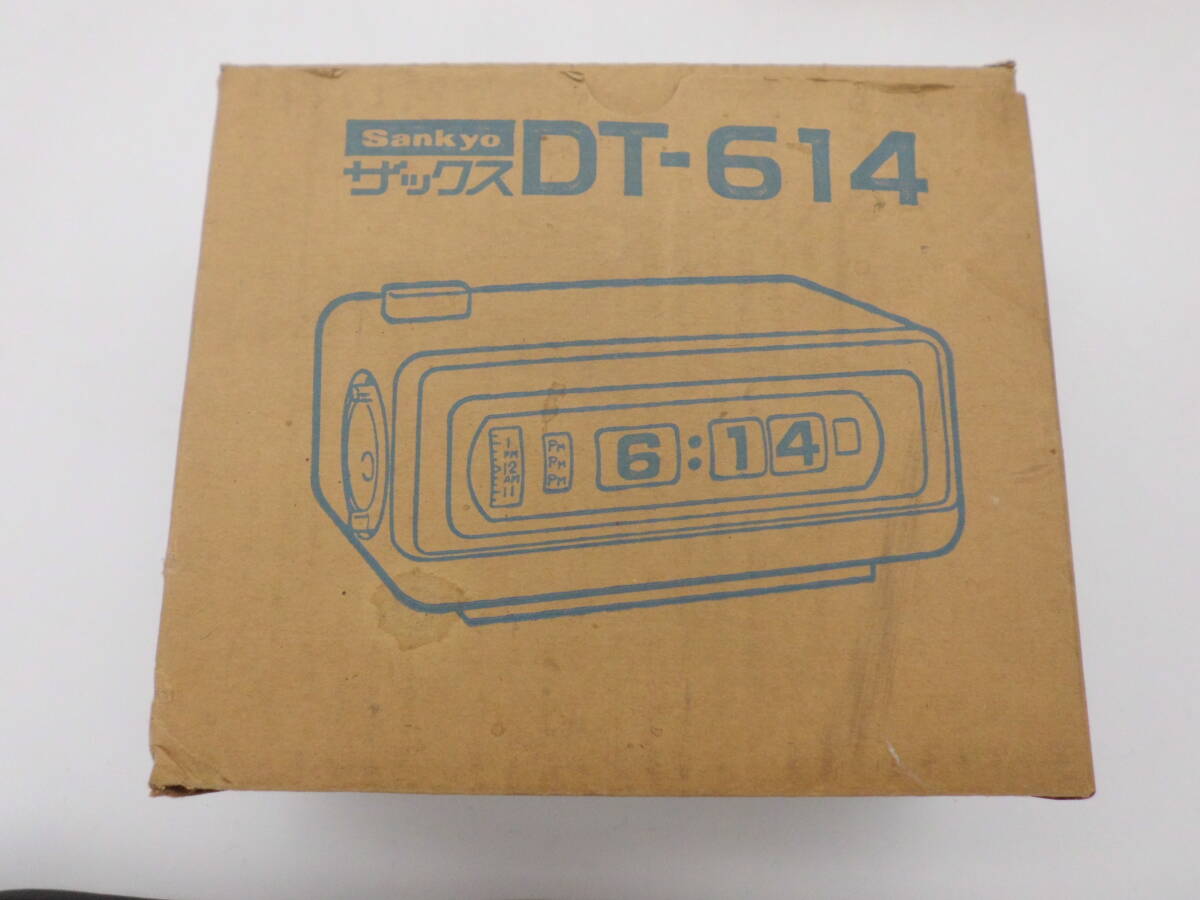 Sankyo
ザックス DT-614
1
PM
12
AM
11
PM
PM
PM
6:14